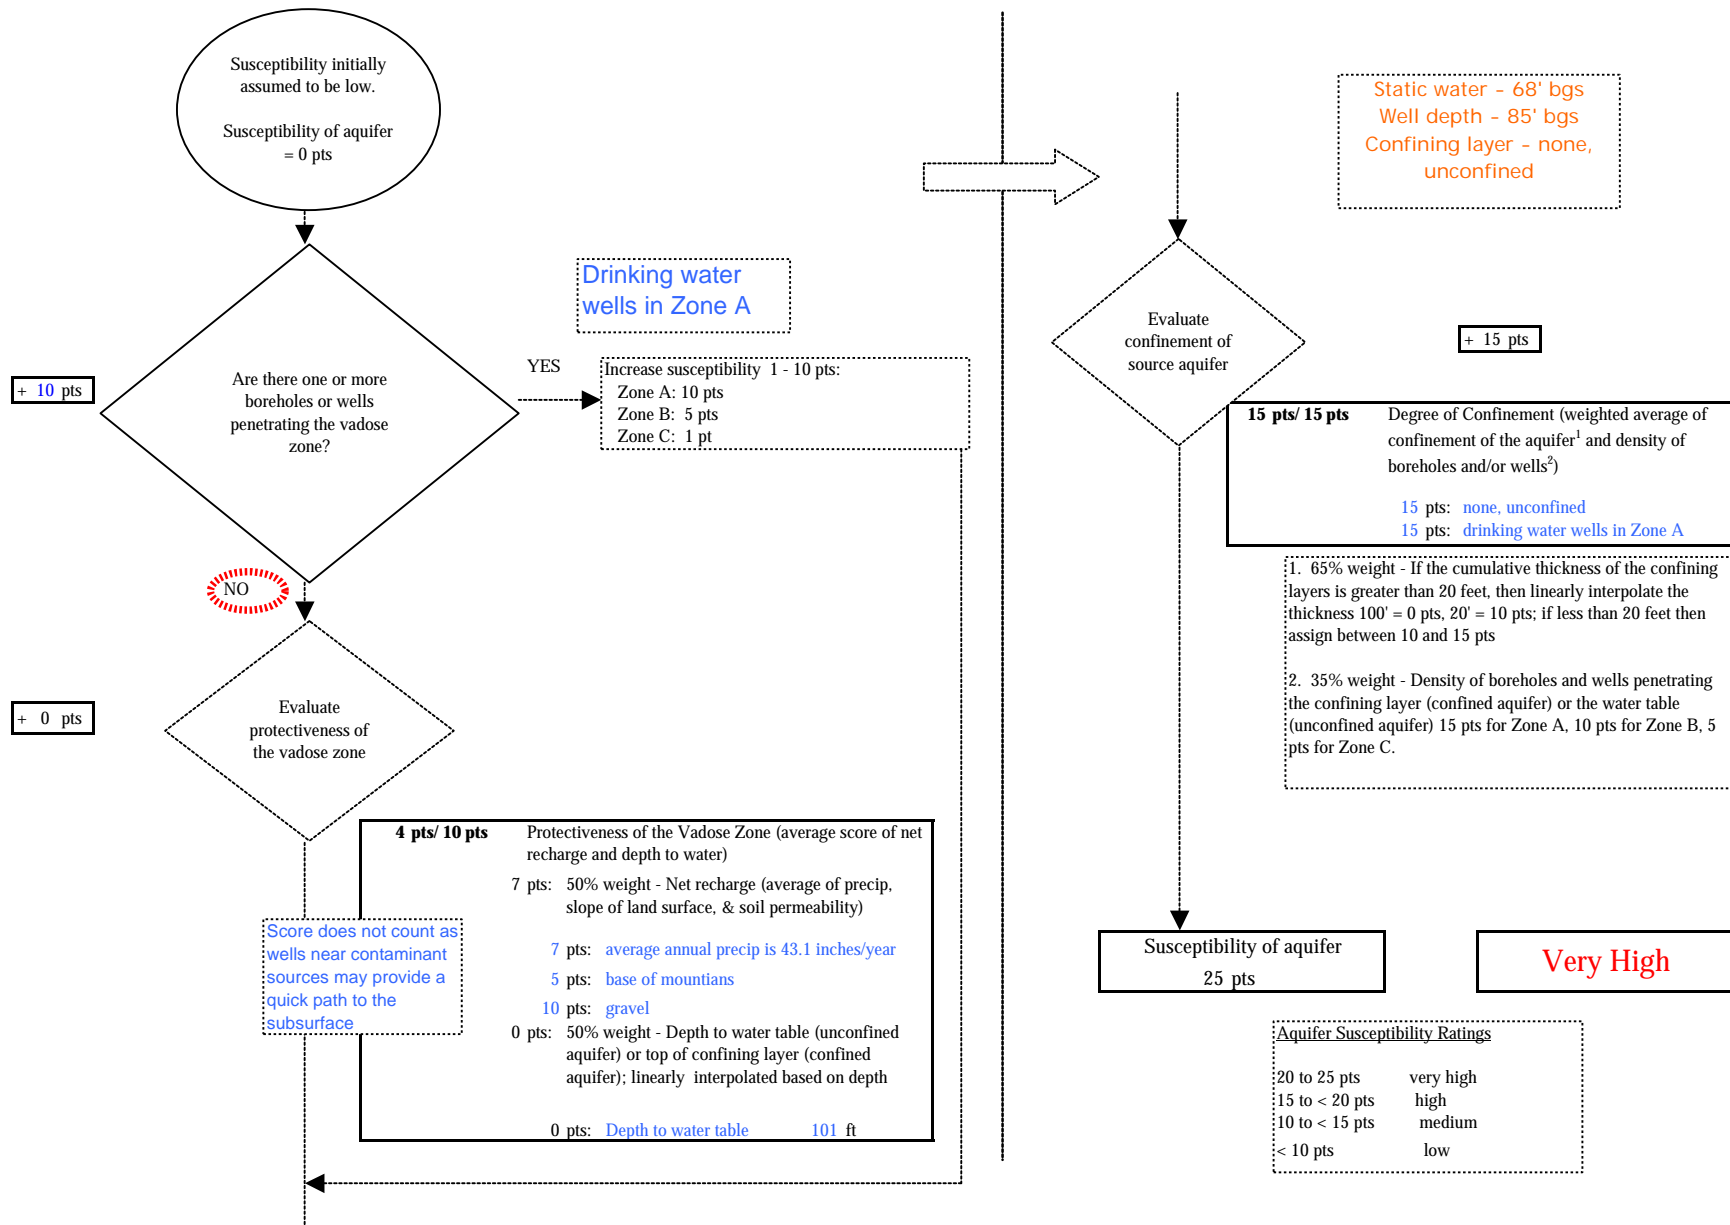 Susceptibility initially
assumed to be low.
Susceptibility of aquifer
= 0 pts
Drinking water
wells in Zone A
+ 10 pts
Are there one or more
boreholes or wells
penetrating the vadose
zone?
YES
Increase susceptibility 1 - 10 pts:
Zone A: 10 pts
Zone B: 5 pts
Zone C: 1 pt
NO
+ 0 pts
Evaluate
protectiveness of
the vadose zone
4 pts/ 10 pts Protectiveness of the Vadose Zone (average score of net
recharge and depth to water)
7 pts: 50% weight - Net recharge (average of precip,
slope of land surface, & soil permeability)
7 pts: average annual precip is 43.1 inches/year
5 pts: base of mountians
10 pts: gravel
0 pts: 50% weight - Depth to water table (unconfined
aquifer) or top of confining layer (confined
aquifer); linearly interpolated based on depth
0 pts: Depth to water table 101 ft
Score does not count as
wells near contaminant
sources may provide a
quick path to the
subsurface
Static water - 68' bgs
Well depth - 85' bgs
Confining layer - none,
unconfined
Evaluate
confinement of
source aquifer
+ 15 pts
15 pts/ 15 pts Degree of Confinement (weighted average of
confinement of the aquifer¹ and density of
boreholes and/or wells²)
15 pts: none, unconfined
15 pts: drinking water wells in Zone A
1. 65% weight - If the cumulative thickness of the confining
layers is greater than 20 feet, then linearly interpolate the
thickness 100' = 0 pts, 20' = 10 pts; if less than 20 feet then
assign between 10 and 15 pts
2. 35% weight - Density of boreholes and wells penetrating
the confining layer (confined aquifer) or the water table
(unconfined aquifer) 15 pts for Zone A, 10 pts for Zone B, 5
pts for Zone C.
Susceptibility of aquifer
25 pts
Very High
Aquifer Susceptibility Ratings
20 to 25 pts very high
15 to < 20 pts high
10 to < 15 pts medium
< 10 pts low